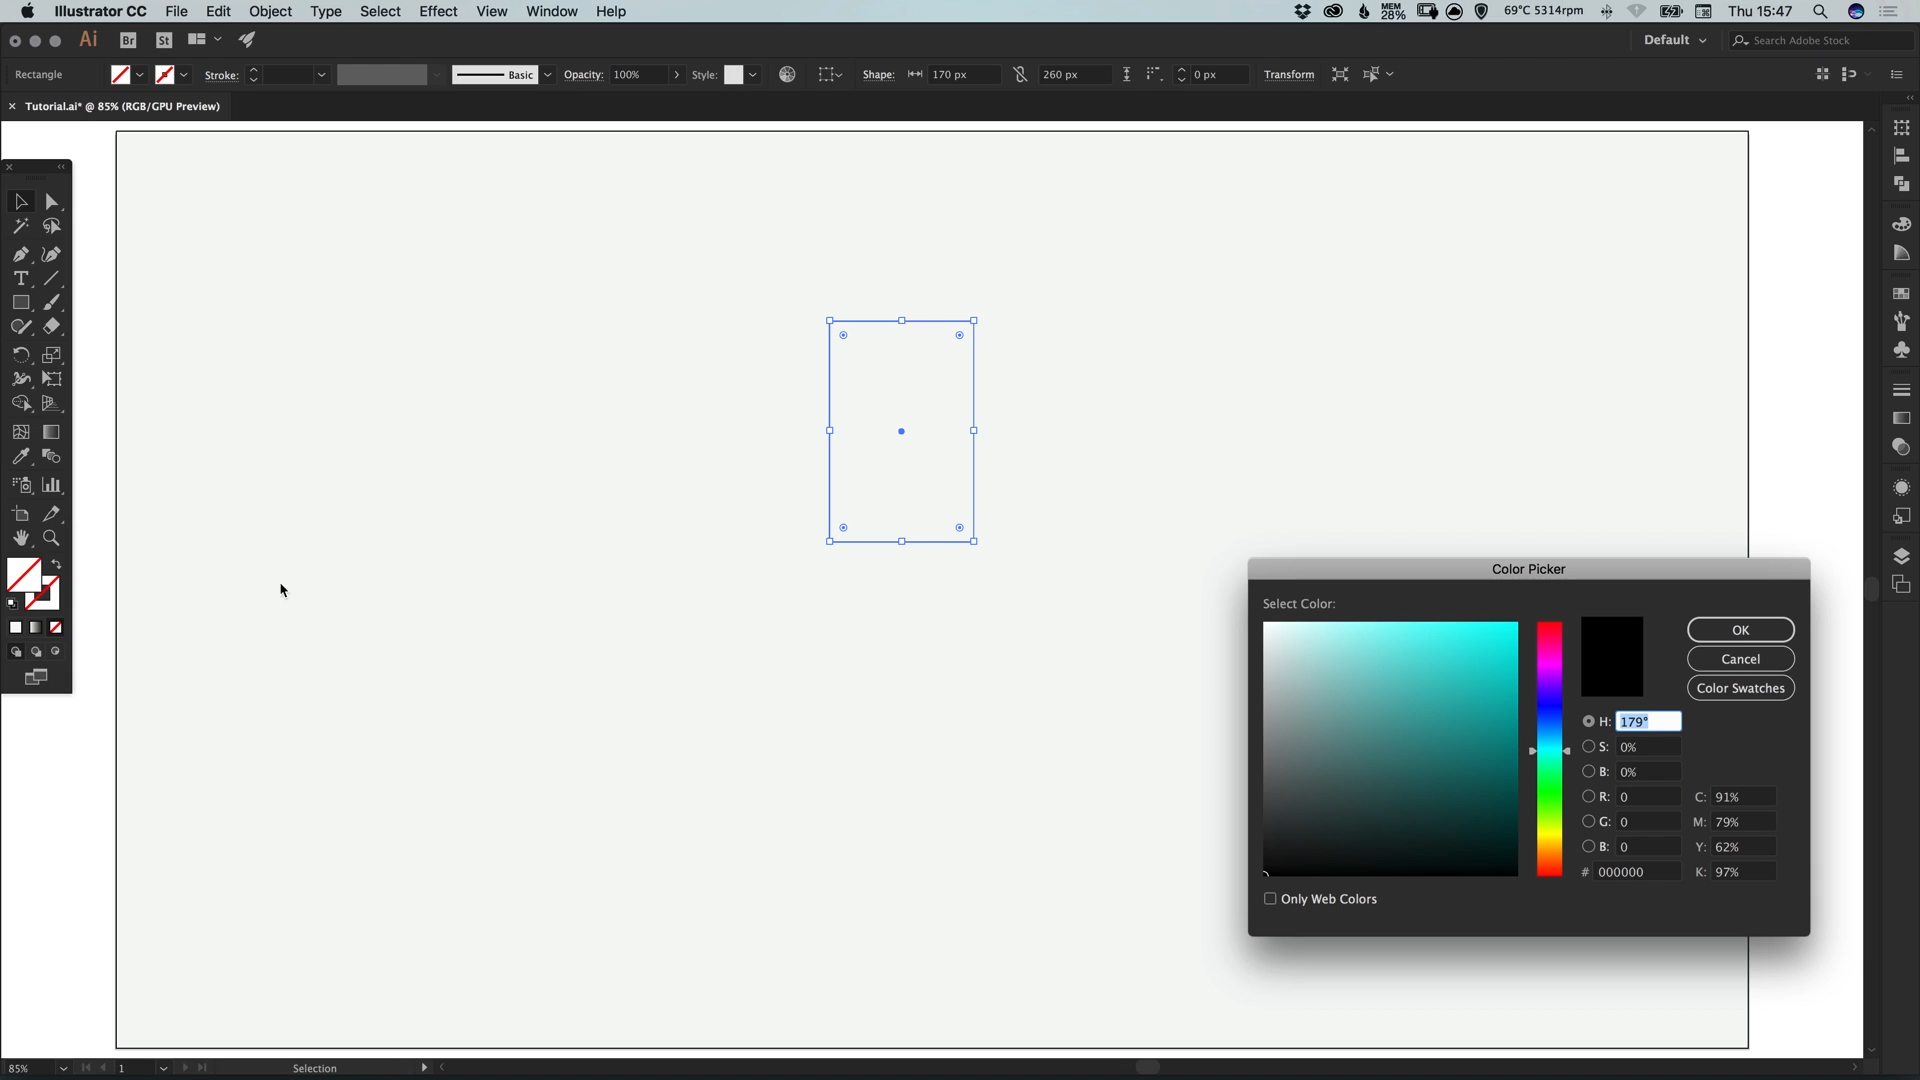 Illustrator CC File Edit Object Type Select Effect View Window Help MEM 28% 69°C 5314rpm Thu 15:47
Ai Br St Default Search Adobe Stock
Rectangle Stroke: Basic Opacity: 100% Style: Shape: 170 px 260 px 0 px Transform
Tutorial.ai* @ 85% (RGB/GPU Preview)
T
Color Picker
Select Color:
OK
Cancel
Color Swatches
H: 179°
S: 0%
B: 0%
R: 0 C: 91%
G: 0 M: 79%
B: 0 Y: 62%
# 000000 K: 97%
Only Web Colors
85% 1 Selection